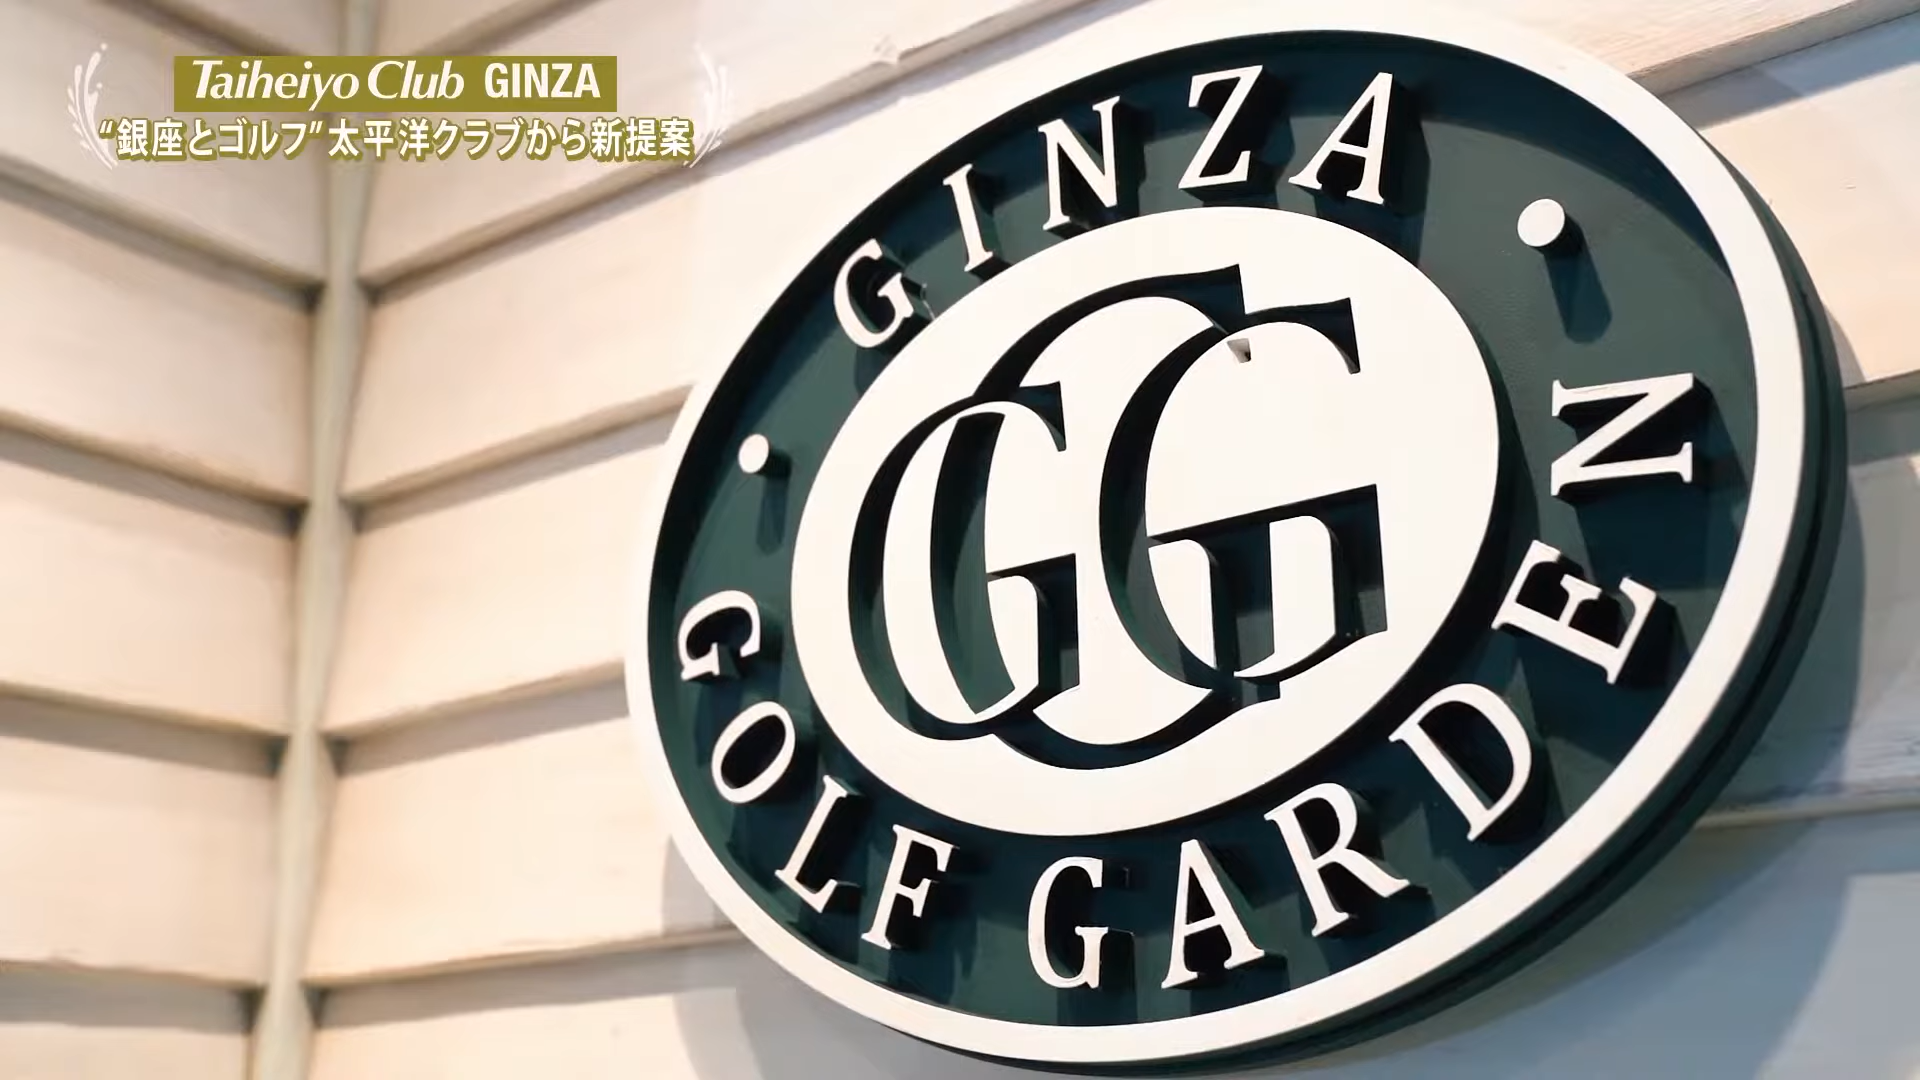 Taiheiyo Club GINZA
“銀座とゴルフ”太平洋クラブから新提案
GINZA
GGG
GOLF GARDEN